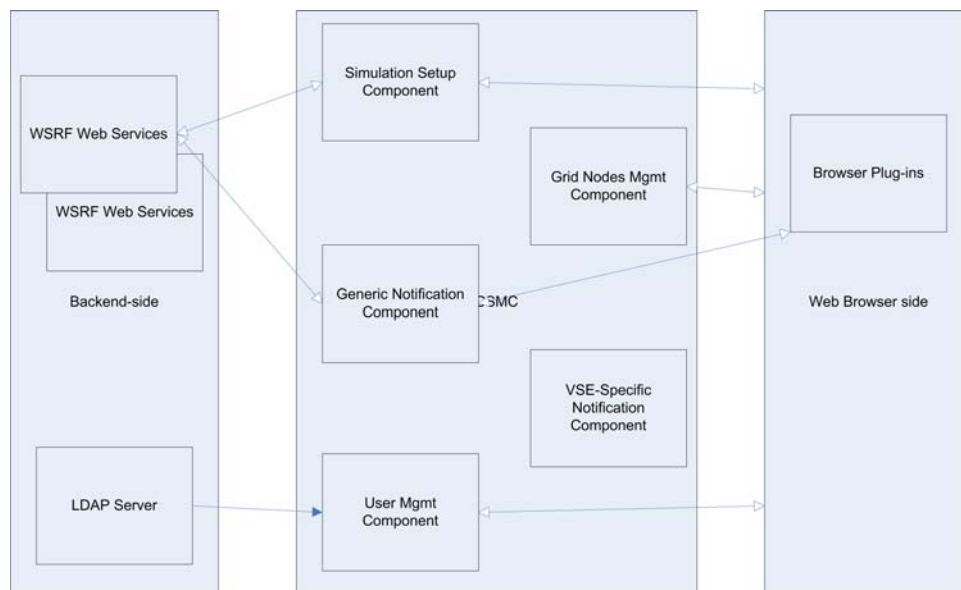 WSRF Web Services
WSRF Web Services
Backend-side
LDAP Server
Simulation Setup
Component
Grid Nodes Mgmt
Component
Generic Notification
Component
CSMC
VSE-Specific
Notification
Component
User Mgmt
Component
Browser Plug-ins
Web Browser side